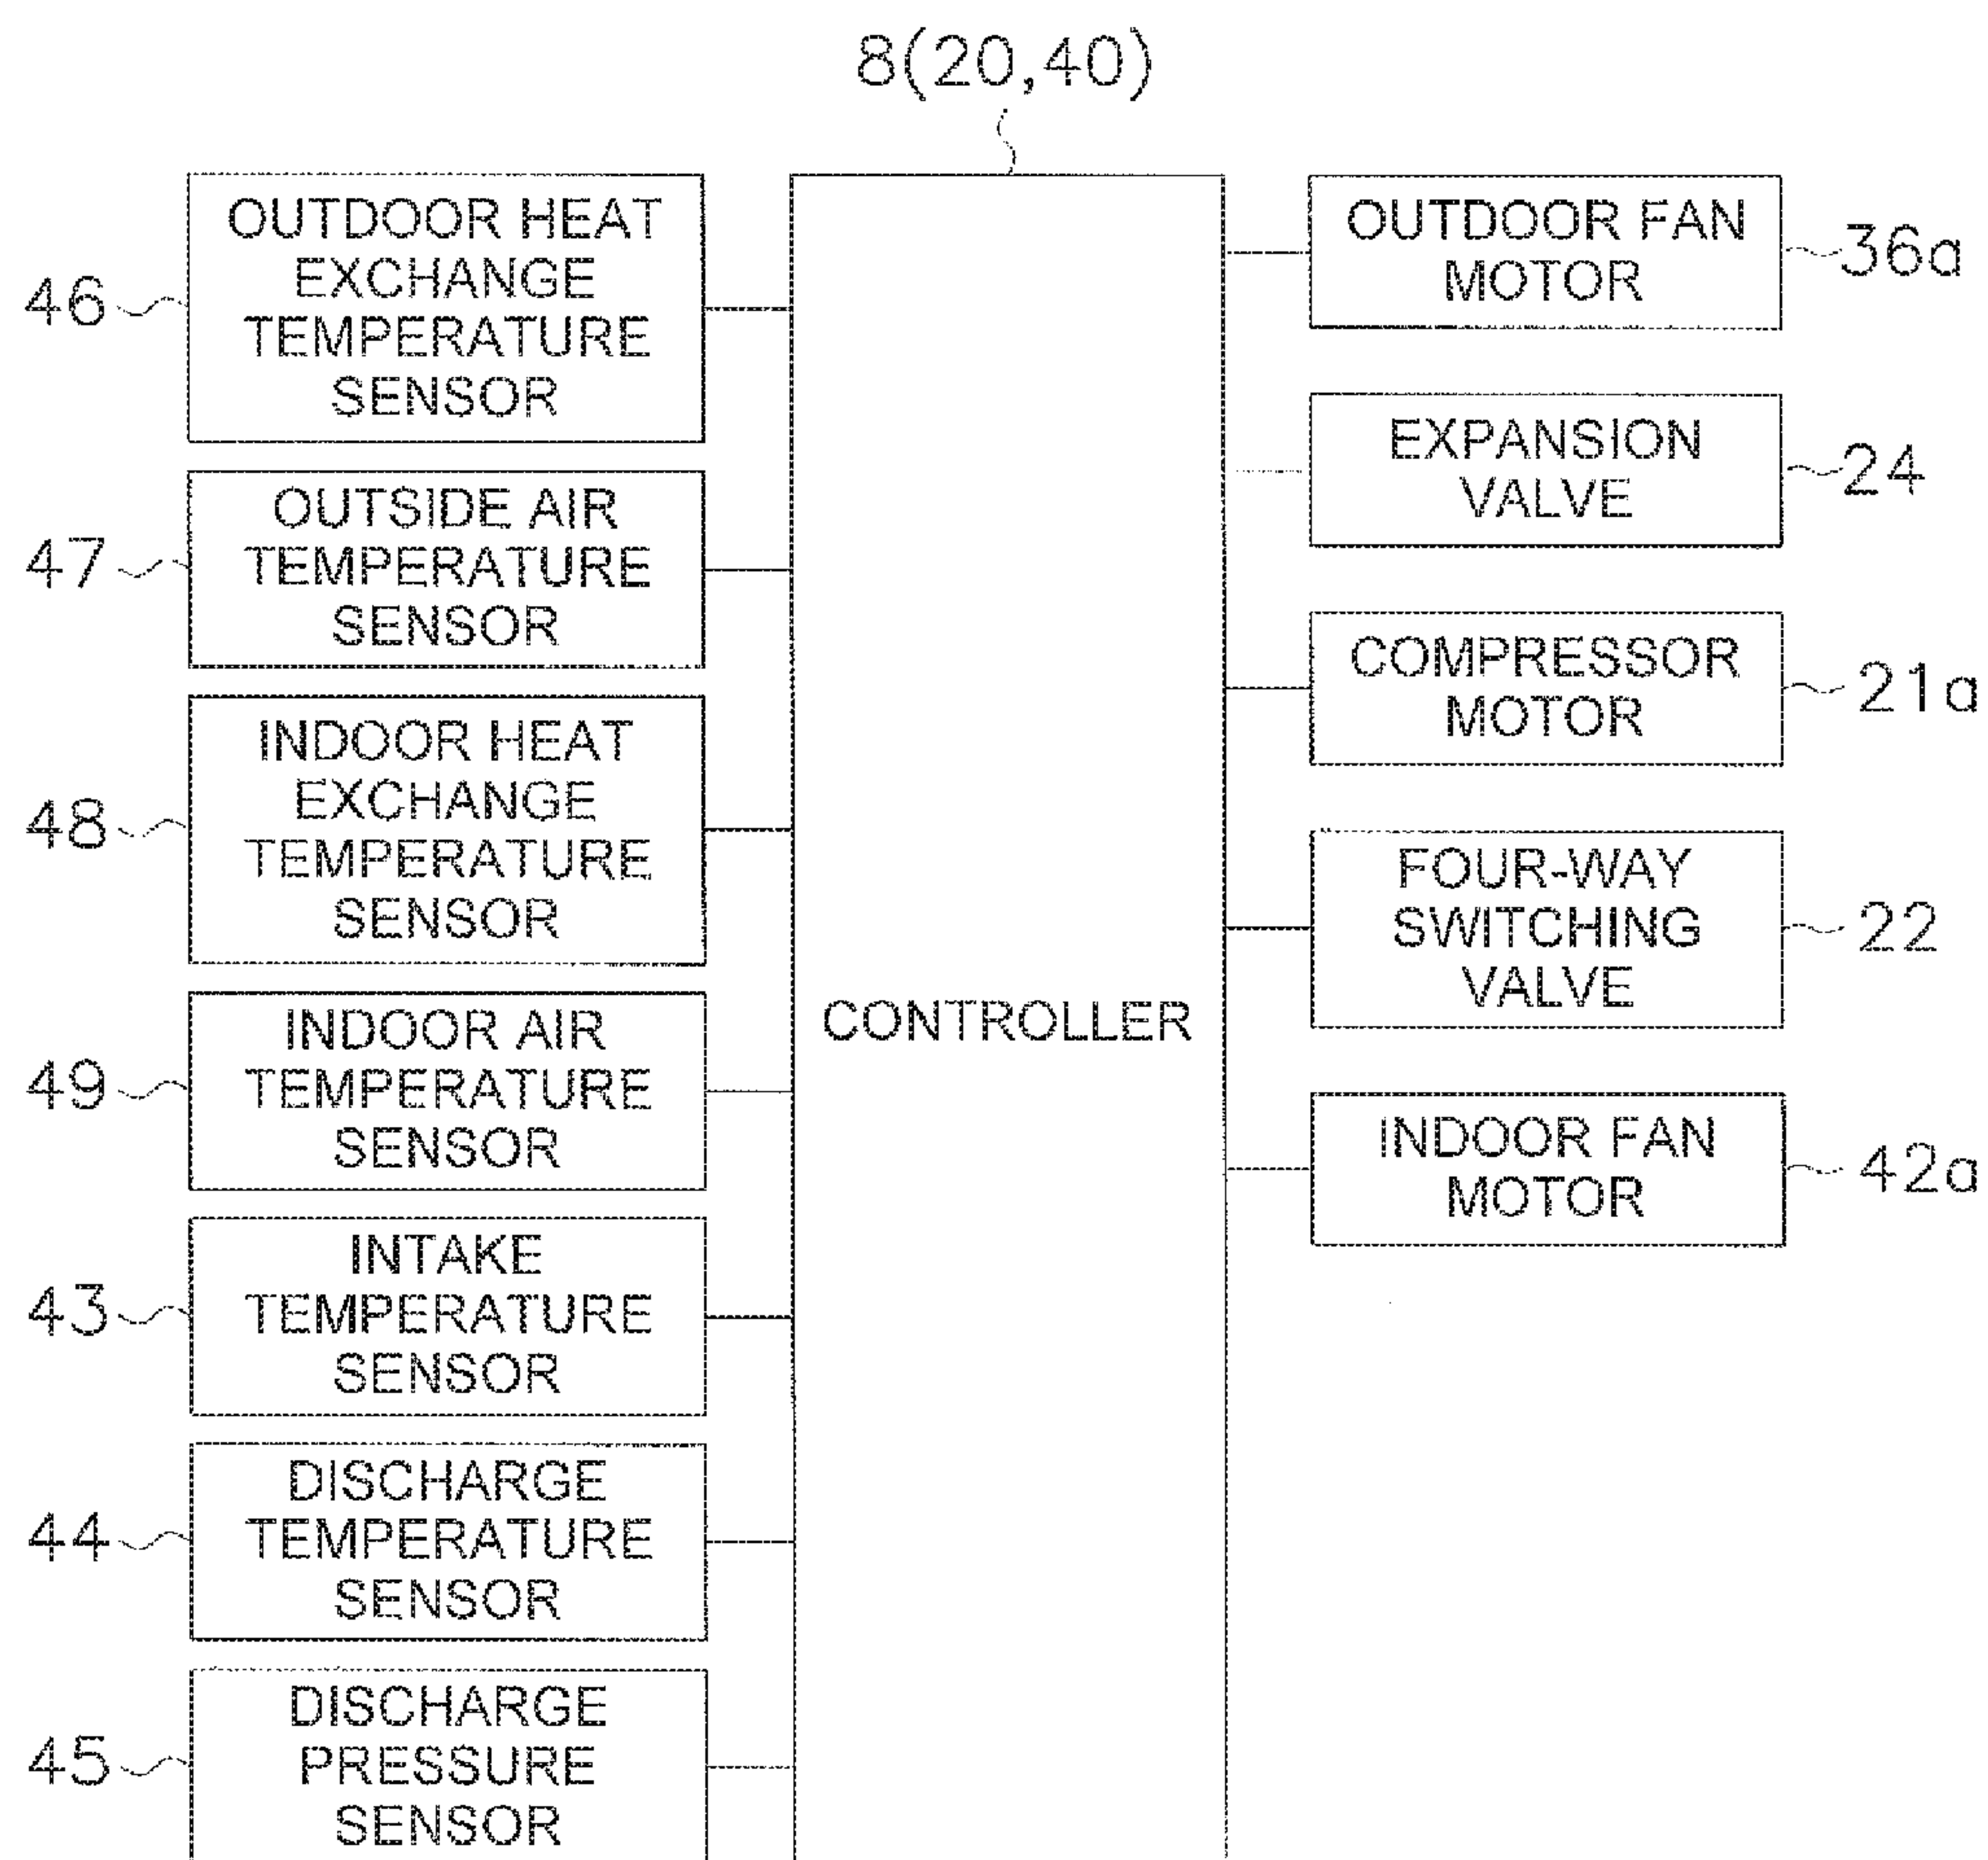 8(20,40)
46
OUTDOOR HEAT
EXCHANGE
TEMPERATURE
SENSOR
47
OUTSIDE AIR
TEMPERATURE
SENSOR
48
INDOOR HEAT
EXCHANGE
TEMPERATURE
SENSOR
49
INDOOR AIR
TEMPERATURE
SENSOR
43
INTAKE
TEMPERATURE
SENSOR
44
DISCHARGE
TEMPERATURE
SENSOR
45
DISCHARGE
PRESSURE
SENSOR
CONTROLLER
OUTDOOR FAN
MOTOR
36a
EXPANSION
VALVE
24
COMPRESSOR
MOTOR
21a
FOUR-WAY
SWITCHING
VALVE
22
INDOOR FAN
MOTOR
42a